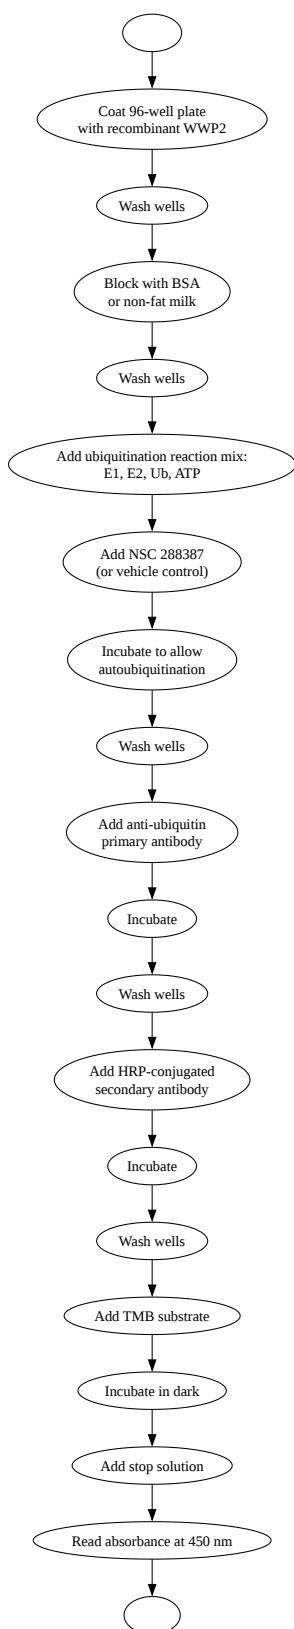 Coat 96-well plate
with recombinant WWP2
Wash wells
Block with BSA
or non-fat milk
Wash wells
Add ubiquitination reaction mix:
E1, E2, Ub, ATP
Add NSC 288387
(or vehicle control)
Incubate to allow
autoubiquitination
Wash wells
Add anti-ubiquitin
primary antibody
Incubate
Wash wells
Add HRP-conjugated
secondary antibody
Incubate
Wash wells
Add TMB substrate
Incubate in dark
Add stop solution
Read absorbance at 450 nm